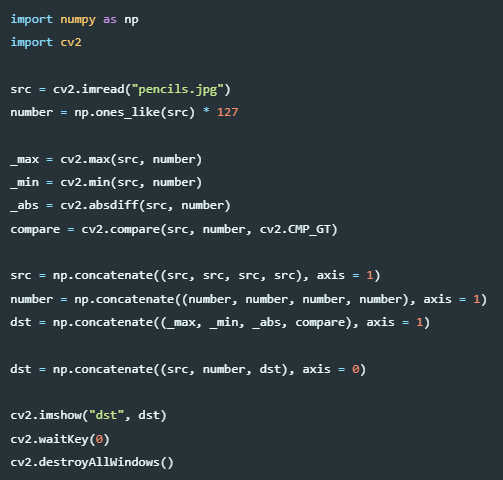 import numpy as np
import cv2
src = cv2.imread("pencils.jpg")
number = np.ones_like(src) * 127
_max = cv2.max(src, number)
_min = cv2.min(src, number)
_abs = cv2.absdiff(src, number)
compare = cv2.compare(src, number, cv2.CMP_GT)
src = np.concatenate((src, src, src, src), axis = 1)
number = np.concatenate((number, number, number, number), axis = 1)
dst = np.concatenate((_max, _min, _abs, compare), axis = 1)
dst = np.concatenate((src, number, dst), axis = 0)
cv2.imshow("dst", dst)
cv2.waitKey(0)
cv2.destroyAllWindows()